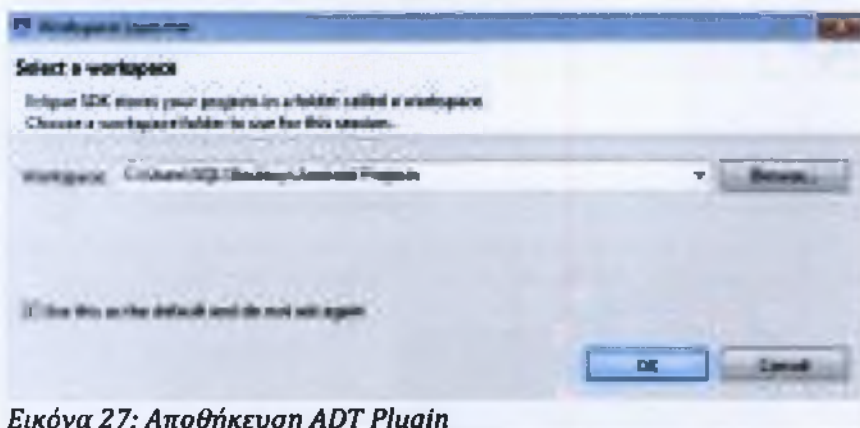 Workspace Launcher
Select a workspace
Eclipse SDK stores your projects in a folder called a workspace.
Choose a workspace folder to use for this session.
Workspace: C:\Users\
Browse...
Use this as the default and do not ask again
OK
Cancel
Εικόνα 27: Αποθήκευση ADT Plugin